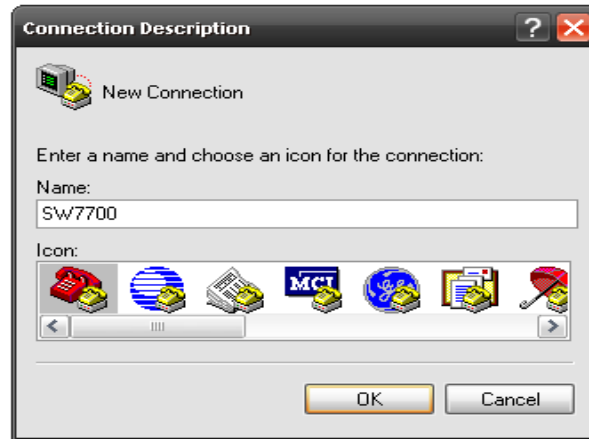 Connection Description
New Connection
Enter a name and choose an icon for the connection:
Name:
SW7700
Icon:
MCI
OK
Cancel